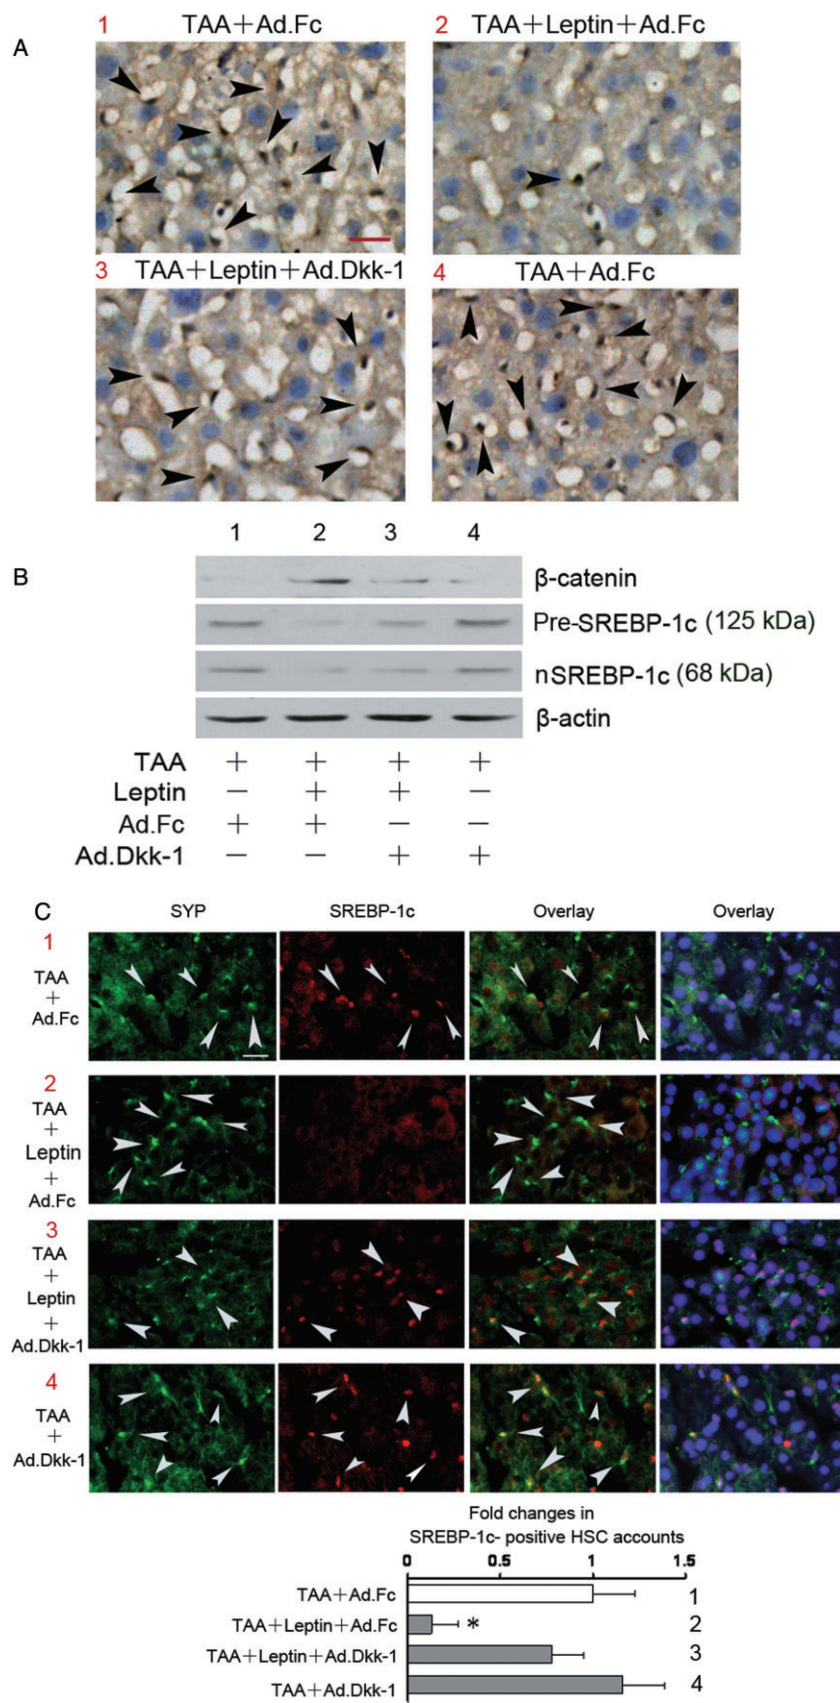 1 TAA+Ad.Fc 2 TAA+Leptin+Ad.Fc
A
3 TAA+Leptin+Ad.Dkk-1 4 TAA+Ad.Fc
1 2 3 4
B
β-catenin
Pre-SREBP-1c (125 kDa)
nSREBP-1c (68 kDa)
β-actin
TAA + + + +
Leptin − + + −
Ad.Fc + + − −
Ad.Dkk-1 − − + +
C SYP SREBP-1c Overlay Overlay
1
TAA
+
Ad.Fc
2
TAA
+
Leptin
+
Ad.Fc
3
TAA
+
Leptin
+
Ad.Dkk-1
4
TAA
+
Ad.Dkk-1
Fold changes in
SREBP-1c- positive HSC accounts
0 0.5 1 1.5
TAA+Ad.Fc 1
TAA+Leptin+Ad.Fc * 2
TAA+Leptin+Ad.Dkk-1 3
TAA+Ad.Dkk-1 4